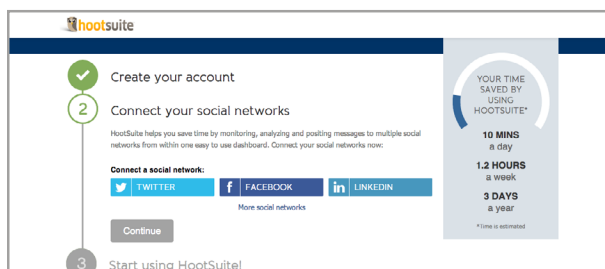 hootsuite
Create your account
2
Connect your social networks
HootSuite helps you save time by monitoring, analyzing and positing messages to multiple social
networks from within one easy to use dashboard. Connect your social networks now:
Connect a social network:
TWITTER
f FACEBOOK
in LINKEDIN
More social networks
Continue
3
Start using HootSuite!
YOUR TIME
SAVED BY
USING
HOOTSUITE*
10 MINS
a day
1.2 HOURS
a week
3 DAYS
a year
*Time is estimated